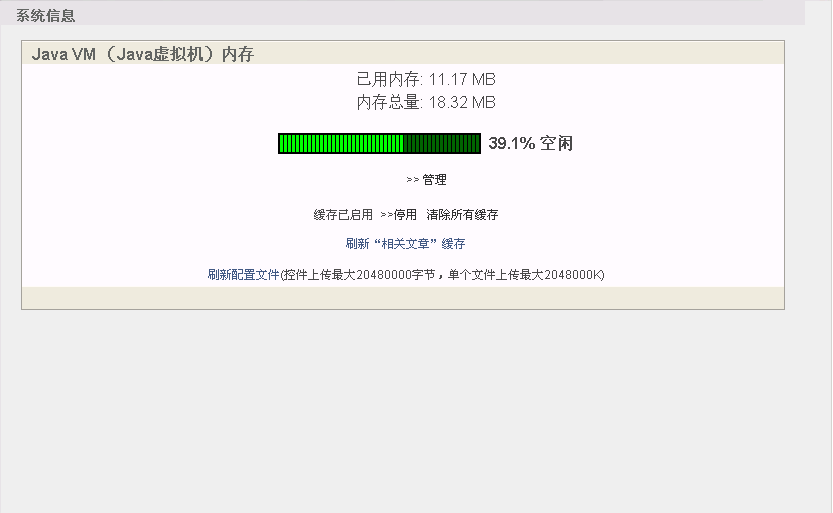 系统信息
Java VM （Java虚拟机）内存
已用内存: 11.17 MB
内存总量: 18.32 MB
39.1% 空闲
>> 管理
缓存已启用 >>停用 清除所有缓存
刷新“相关文章”缓存
刷新配置文件(控件上传最大20480000字节，单个文件上传最大2048000K)